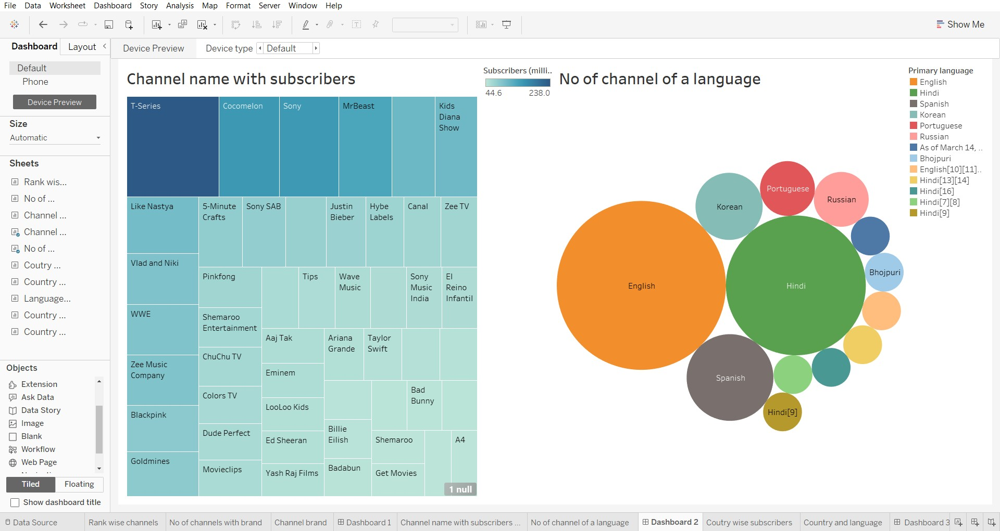 File Data Worksheet Dashboard Story Analysis Map Format Server Window Help
Show Me
Dashboard Layout
Device Preview Device type Default
Default
Phone
Device Preview
Size
Automatic
Sheets
Rank wis...
No of ...
Channel ...
Channel ...
No of ...
Coutry ...
Country ...
Language...
Country ...
Country ...
Objects
Extension
Ask Data
Data Story
Image
Blank
Workflow
Web Page
Tiled Floating
Show dashboard title
Channel name with subscribers
T-Series
Cocomelon
Sony
MrBeast
Kids
Diana
Show
Like Nastya
Vlad and Niki
WWE
Zee Music
Company
Blackpink
Goldmines
5-Minute
Crafts
Sony SAB
Justin
Bieber
Hybe
Labels
Canal
Zee TV
Pinkfong
Shemaroo
Entertainment
ChuChu TV
Colors TV
Dude Perfect
Movieclips
Tips
Wave
Music
Sony
Music
India
El
Reino
Infantil
Aaj Tak
Eminem
LooLoo Kids
Ed Sheeran
Yash Raj Films
Ariana
Grande
Taylor
Swift
Billie
Eilish
Badabun
Bad
Bunny
Shemaroo
Get Movies
A4
1 null
Subscribers (milli..
44.6 238.0
No of channel of a language
English
Hindi
Spanish
Korean
Portuguese
Russian
Bhojpuri
Hindi[9]
Primary language
English
Hindi
Spanish
Korean
Portuguese
Russian
As of March 14, ..
Bhojpuri
English[10][11]..
Hindi[13][14]
Hindi[16]
Hindi[7][8]
Hindi[9]
Data Source Rank wise channels No of channels with brand Channel brand Dashboard 1 Channel name with subscribers ... No of channel of a language Dashboard 2 Coutry wise subscribers Country and language Dashboard 3